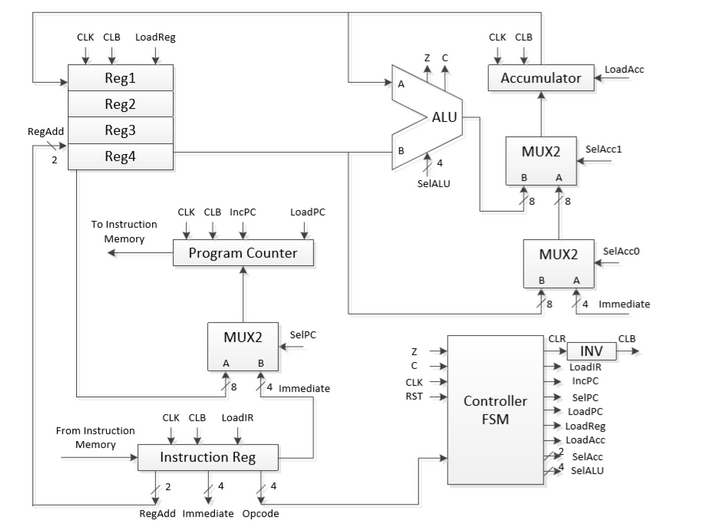 CLK CLB LoadReg
Reg1
Reg2
Reg3
Reg4
RegAdd
2
Z C
A
ALU
B
4
SelALU
CLK CLB
Accumulator
LoadAcc
MUX2
SelAcc1
B A
8 8
MUX2
SelAcc0
B A
8 4
Immediate
To Instruction
Memory
CLK CLB IncPC LoadPC
Program Counter
MUX2
SelPC
A B
8 4 Immediate
From Instruction
Memory
CLK CLB LoadIR
Instruction Reg
2 4 4
RegAdd Immediate Opcode
Z
C
CLK
RST
Controller
FSM
CLR
INV
CLB
LoadIR
IncPC
SelPC
LoadPC
LoadReg
LoadAcc
2
SelAcc
4
SelALU